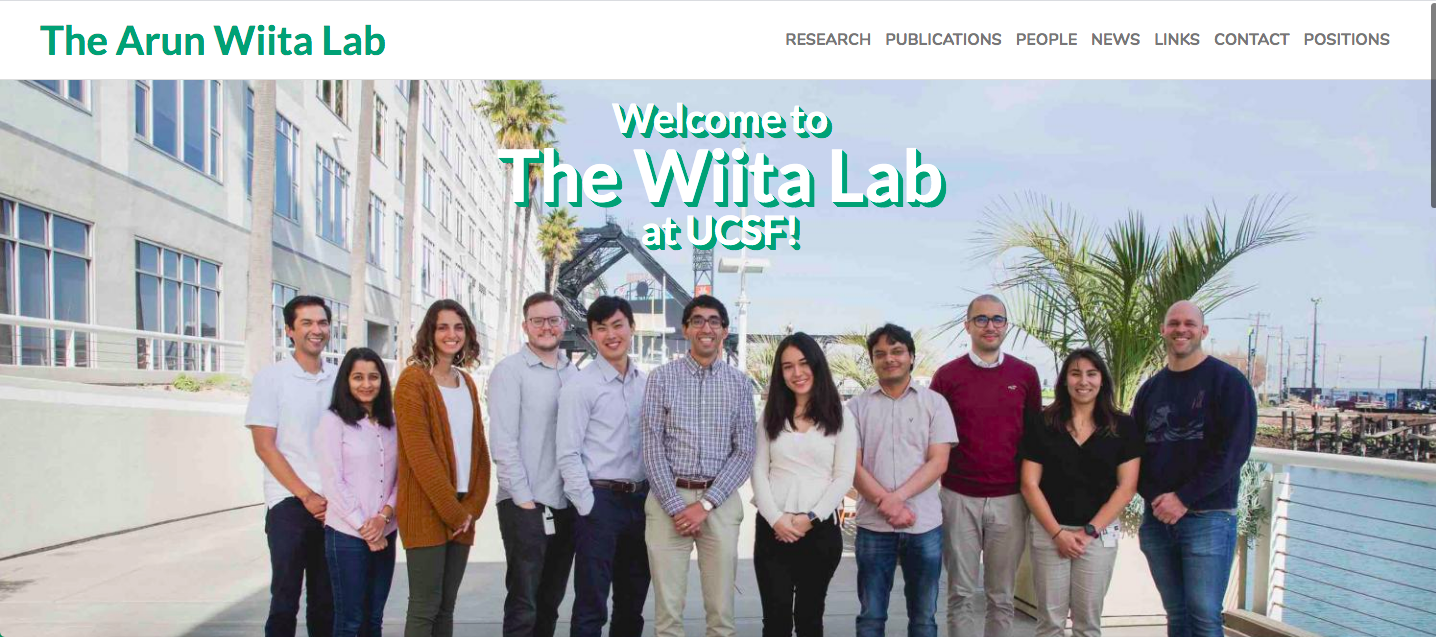 The Arun Wiita Lab
RESEARCH PUBLICATIONS PEOPLE NEWS LINKS CONTACT POSITIONS
Welcome to
The Wiita Lab
at UCSF!